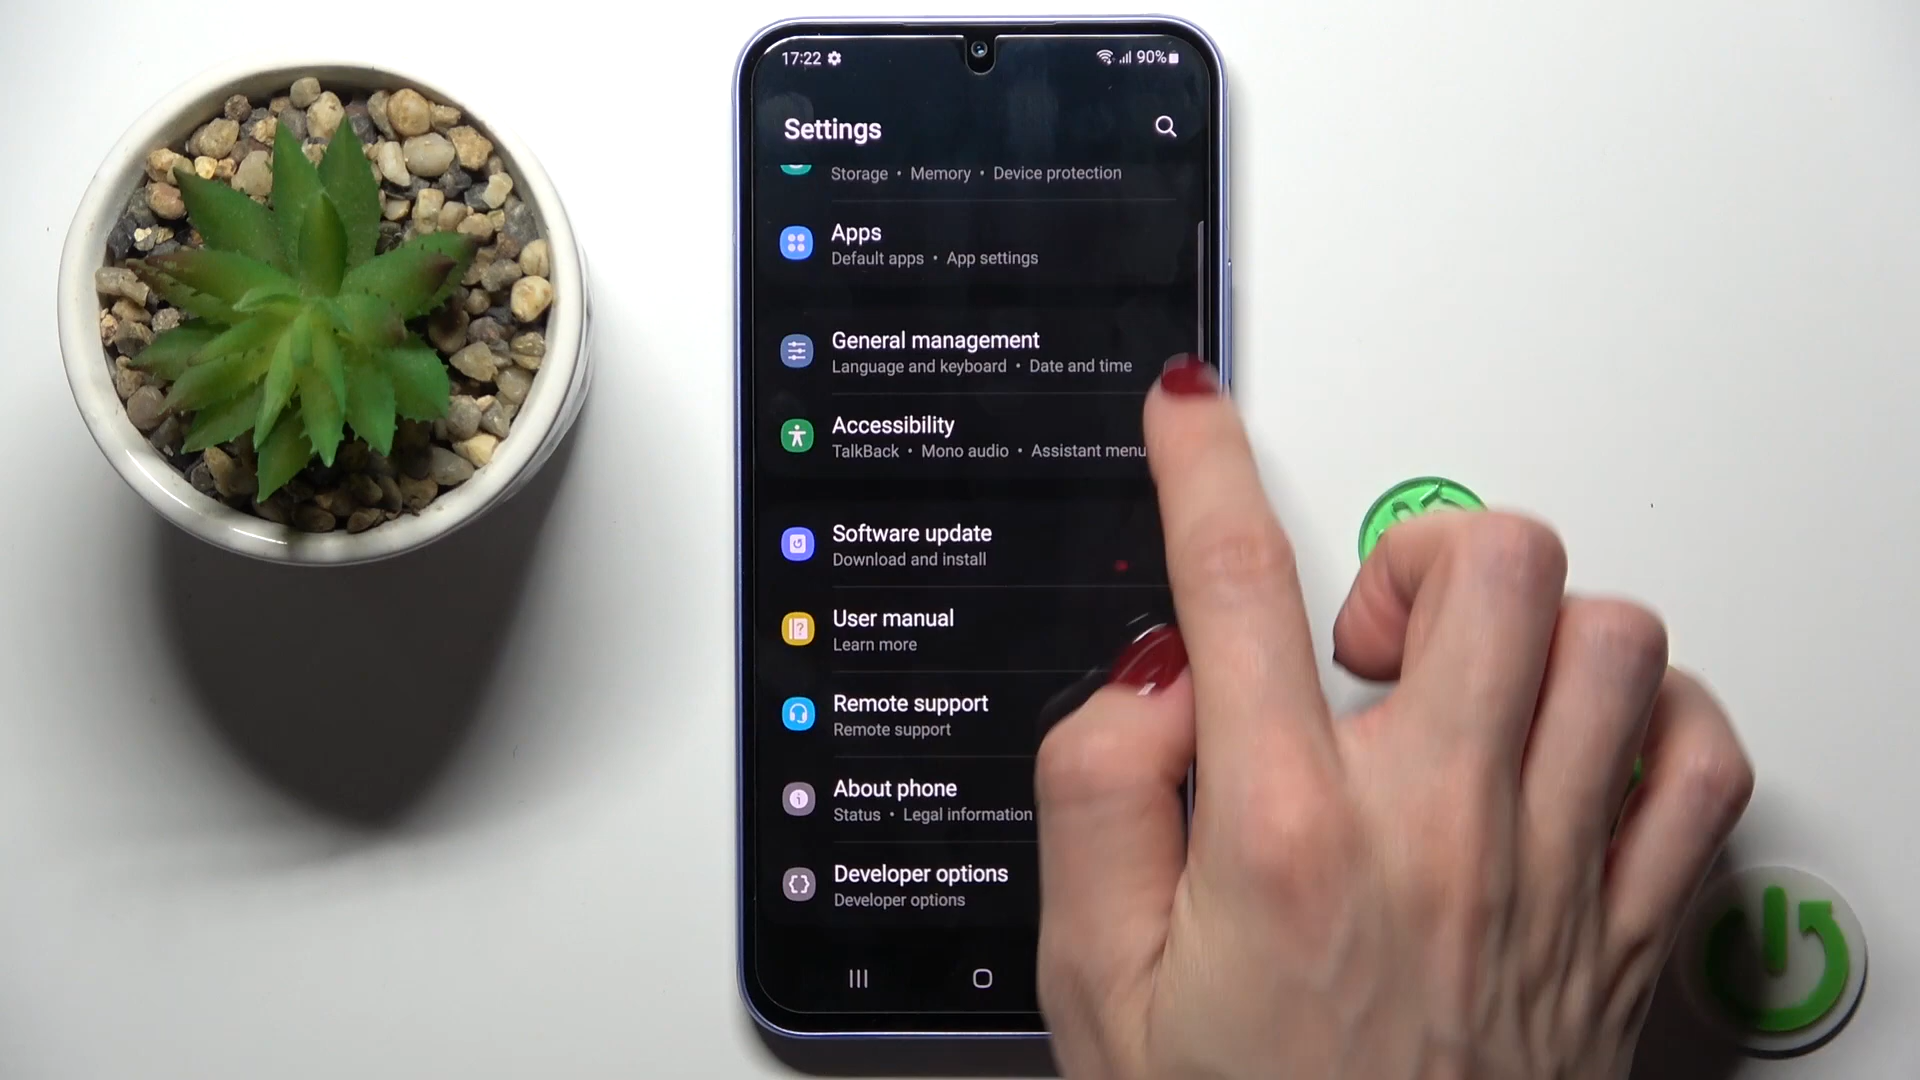 17:22
90%
Settings
Storage • Memory • Device protection
Apps
Default apps • App settings
General management
Language and keyboard • Date and time
Accessibility
TalkBack • Mono audio • Assistant menu
Software update
Download and install
User manual
Learn more
Remote support
Remote support
About phone
Status • Legal information
Developer options
Developer options